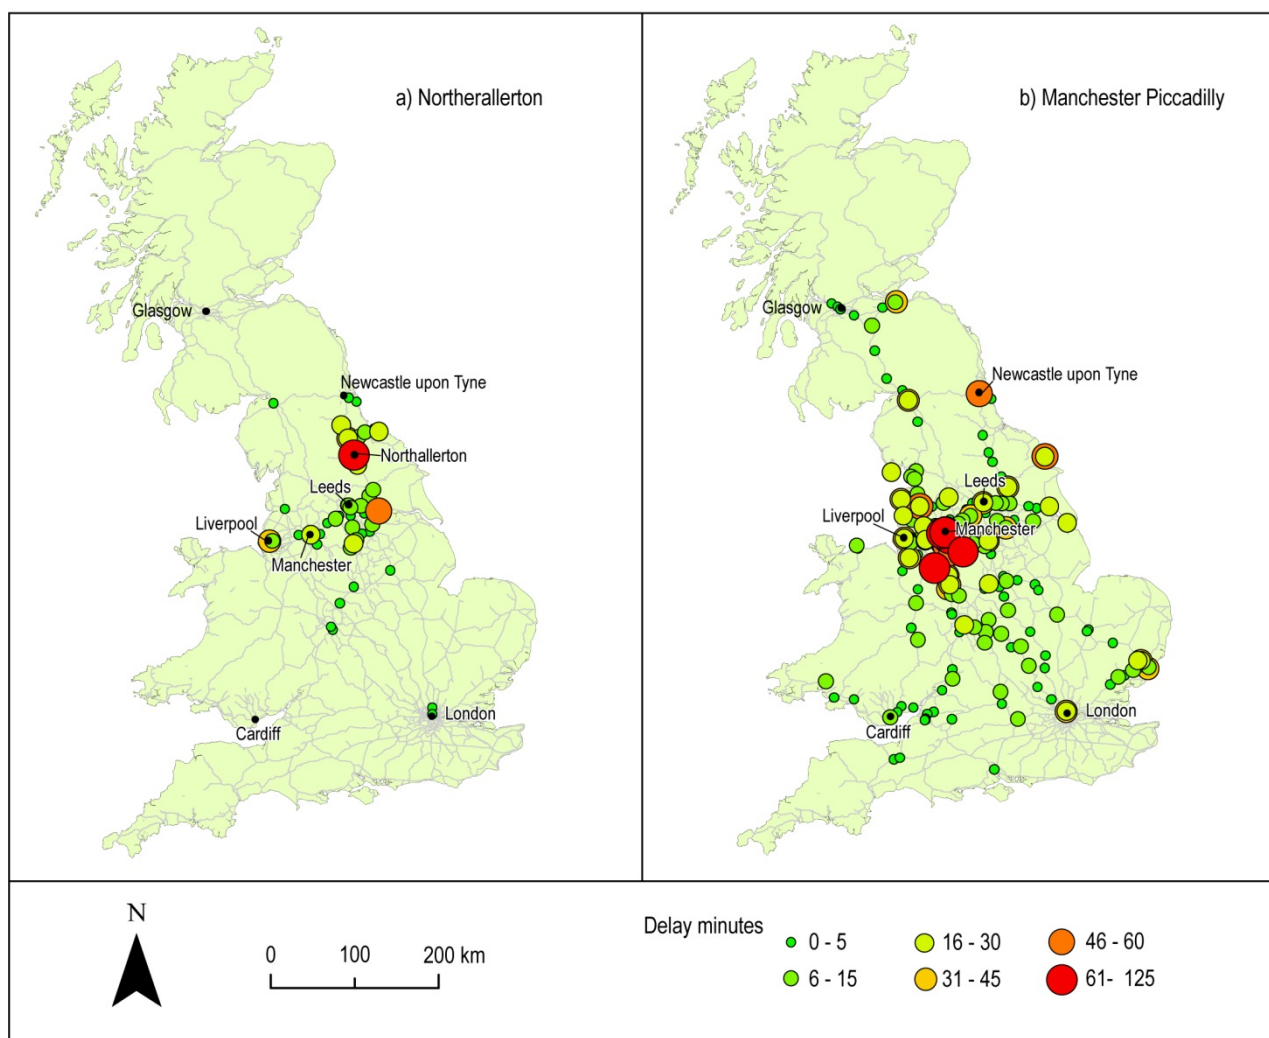 a) Northerallerton
Glasgow
Newcastle upon Tyne
Northallerton
Leeds
Liverpool
Manchester
London
Cardiff
b) Manchester Piccadilly
Glasgow
Newcastle upon Tyne
Leeds
Liverpool
Manchester
London
Cardiff
N
0 100 200 km
Delay minutes
0 - 5
16 - 30
46 - 60
6 - 15
31 - 45
61- 125